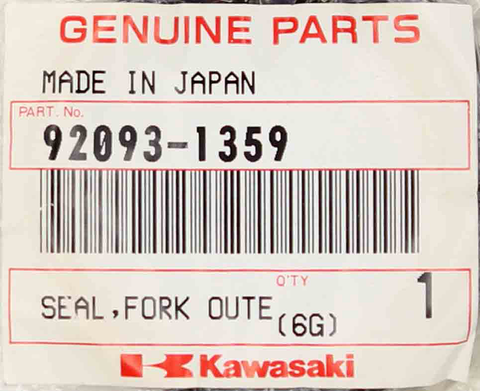 GENUINE PARTS
MADE IN JAPAN
PART. No.
92093-1359
Q'TY
SEAL,FORK OUTE 1
(6G)
Kawasaki